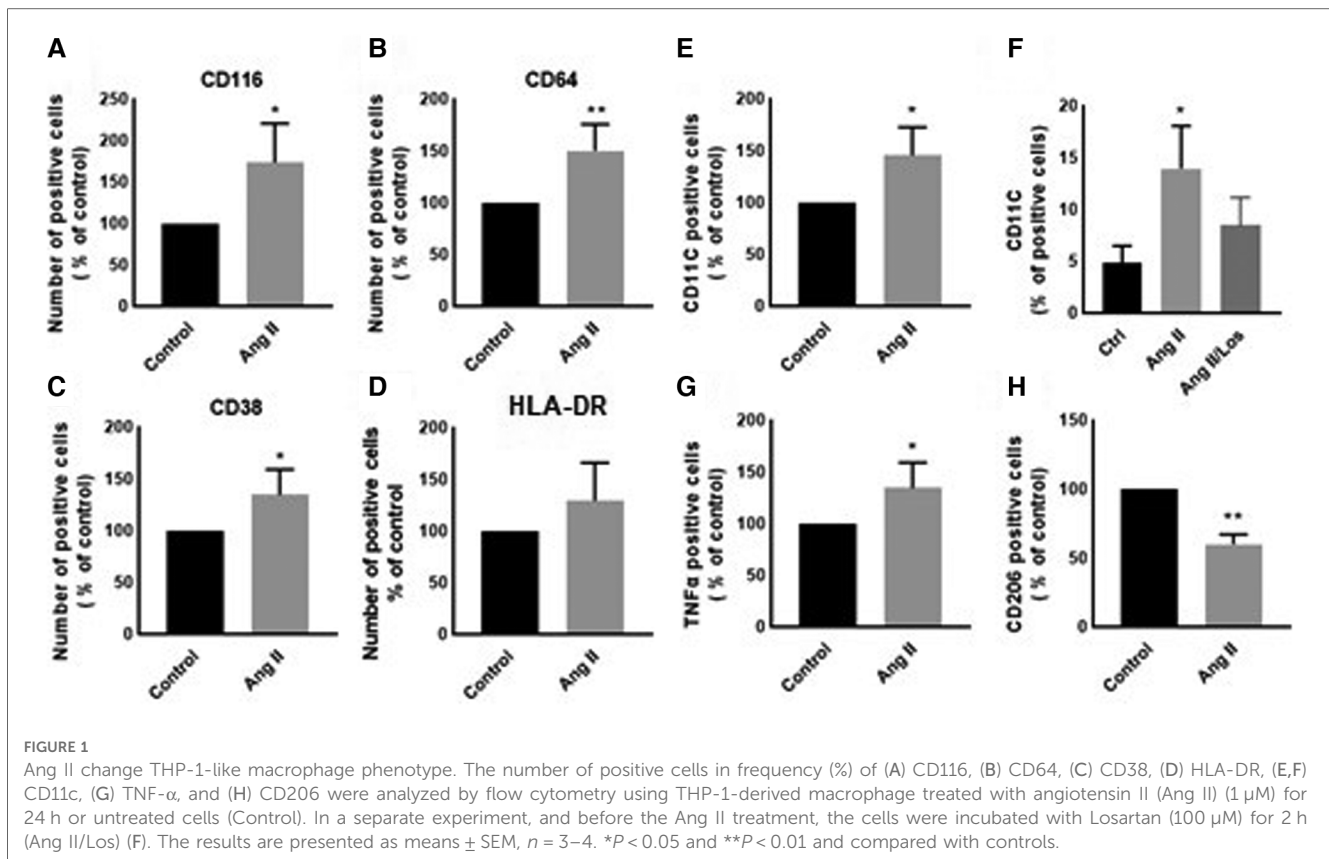 A
CD116
Number of positive cells
( % of control)
250
200
150
100
50
0
*
Control
Ang II
B
CD64
Number of positive cells
( % of control)
200
150
100
50
0
**
Control
Ang II
E
CD11C positive cells
( % of control)
200
150
100
50
0
*
Control
Ang II
F
CD11C
(% of positive cells)
20
15
10
5
0
*
Ctrl
Ang II
Ang II/Los
C
CD38
Number of positive cells
( % of control)
200
150
100
50
0
*
Control
Ang II
D
HLA-DR
Number of positive cells
% of control
200
150
100
50
0
Control
Ang II
G
TNFα positive cells
( % of control)
200
150
100
50
0
*
Control
Ang II
H
CD206 positive cells
( % of control)
150
100
50
0
**
Control
Ang II
FIGURE 1
Ang II change THP-1-like macrophage phenotype. The number of positive cells in frequency (%) of (A) CD116, (B) CD64, (C) CD38, (D) HLA-DR, (E,F)
CD11c, (G) TNF-α, and (H) CD206 were analyzed by flow cytometry using THP-1-derived macrophage treated with angiotensin II (Ang II) (1 µM) for
24 h or untreated cells (Control). In a separate experiment, and before the Ang II treatment, the cells were incubated with Losartan (100 µM) for 2 h
(Ang II/Los) (F). The results are presented as means ± SEM, n = 3–4. *P < 0.05 and **P < 0.01 and compared with controls.